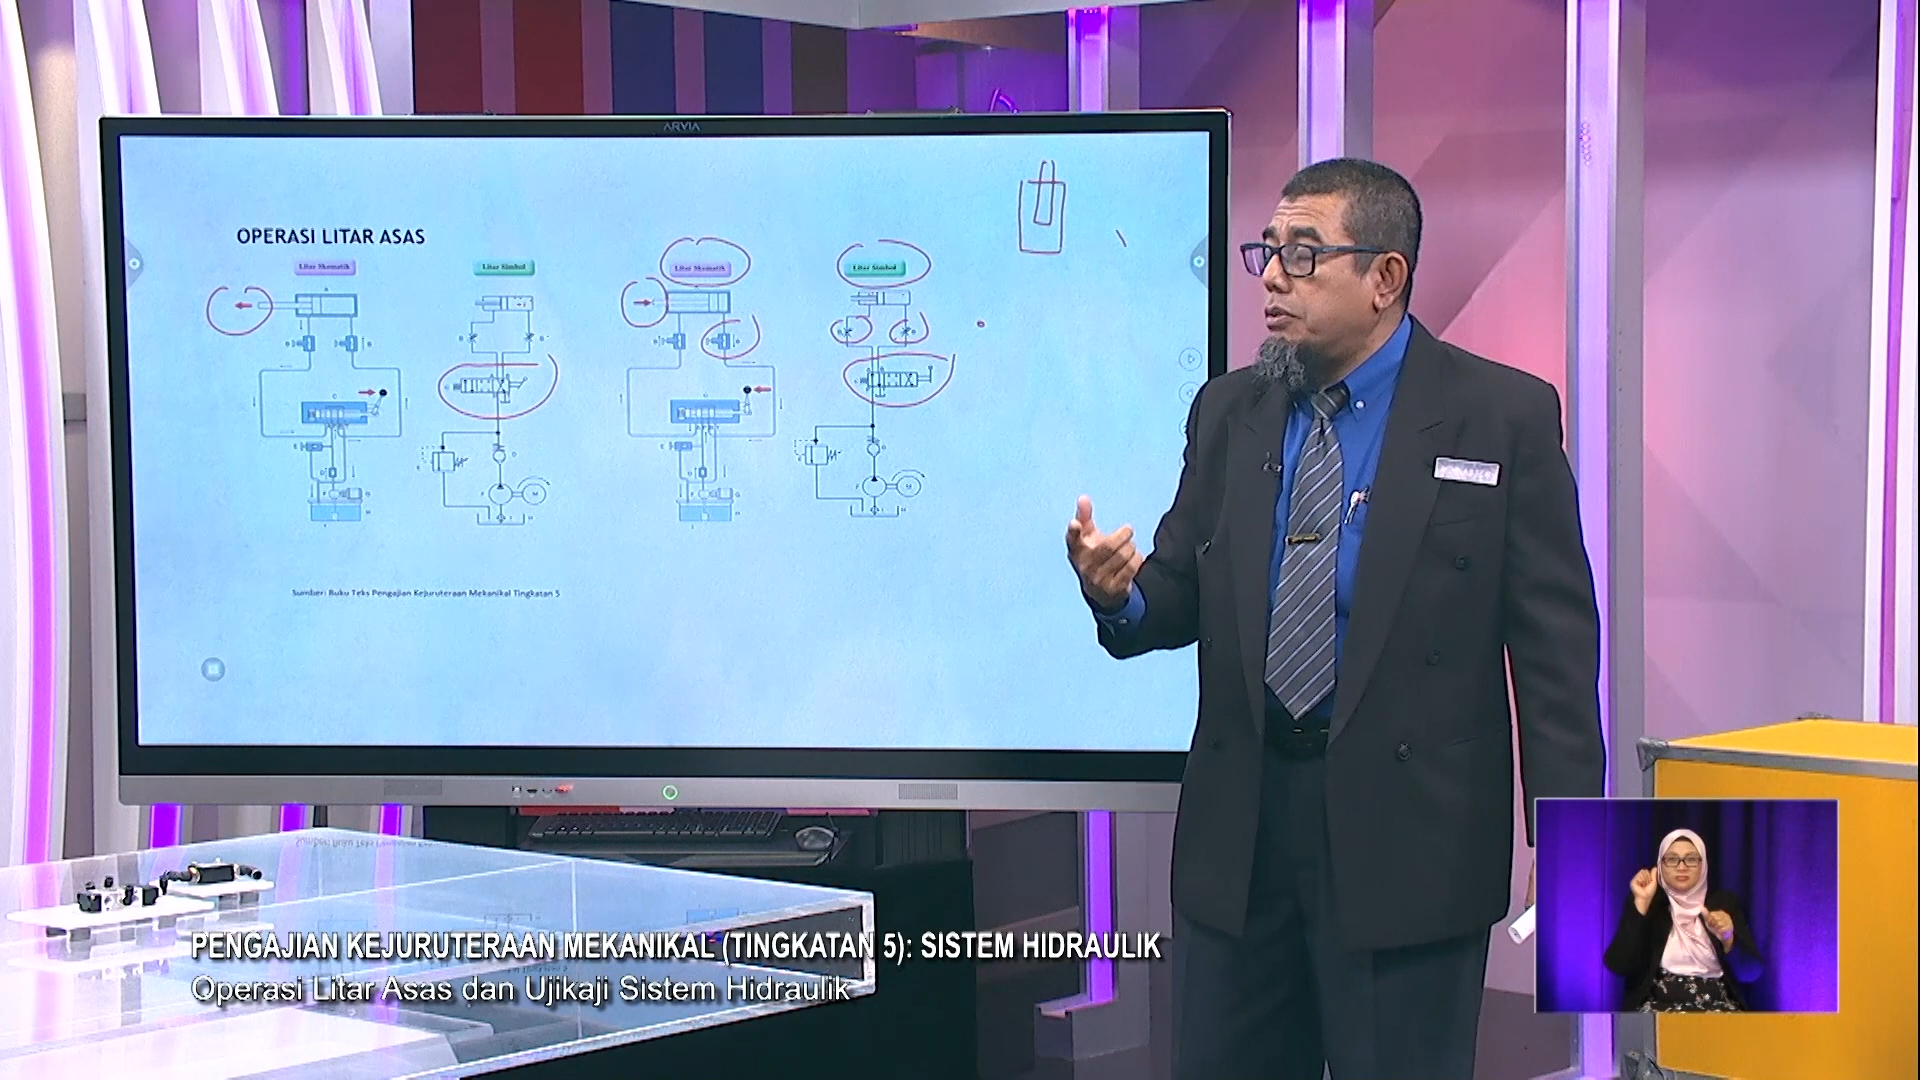 ARVIA
OPERASI LITAR ASAS
Litar Skematik
Litar Simbol
Litar Skematik
Litar Simbol
Sumber: Buku Teks Pengajian Kejuruteraan Mekanikal Tingkatan 5
PENGAJIAN KEJURUTERAAN MEKANIKAL (TINGKATAN 5): SISTEM HIDRAULIK
Operasi Litar Asas dan Ujikaji Sistem Hidraulik